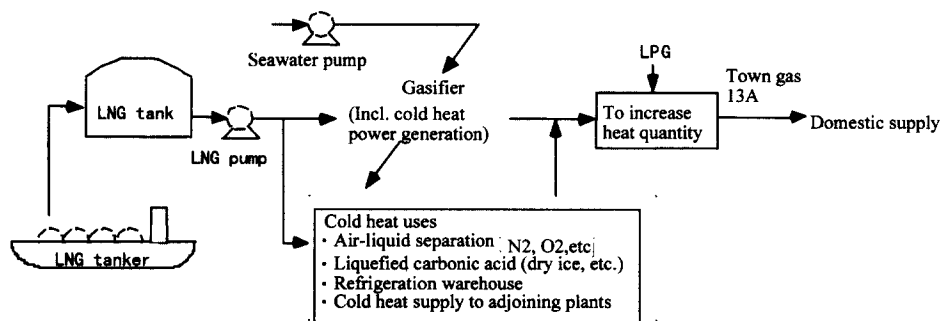 Seawater pump
LPG
Town gas
13A
Gasifier
(Incl. cold heat
power generation)
To increase
heat quantity
Domestic supply
LNG tank
LNG pump
LNG tanker
Cold heat uses
· Air-liquid separation [N2, O2,etc]
· Liquefied carbonic acid (dry ice, etc.)
· Refrigeration warehouse
· Cold heat supply to adjoining plants